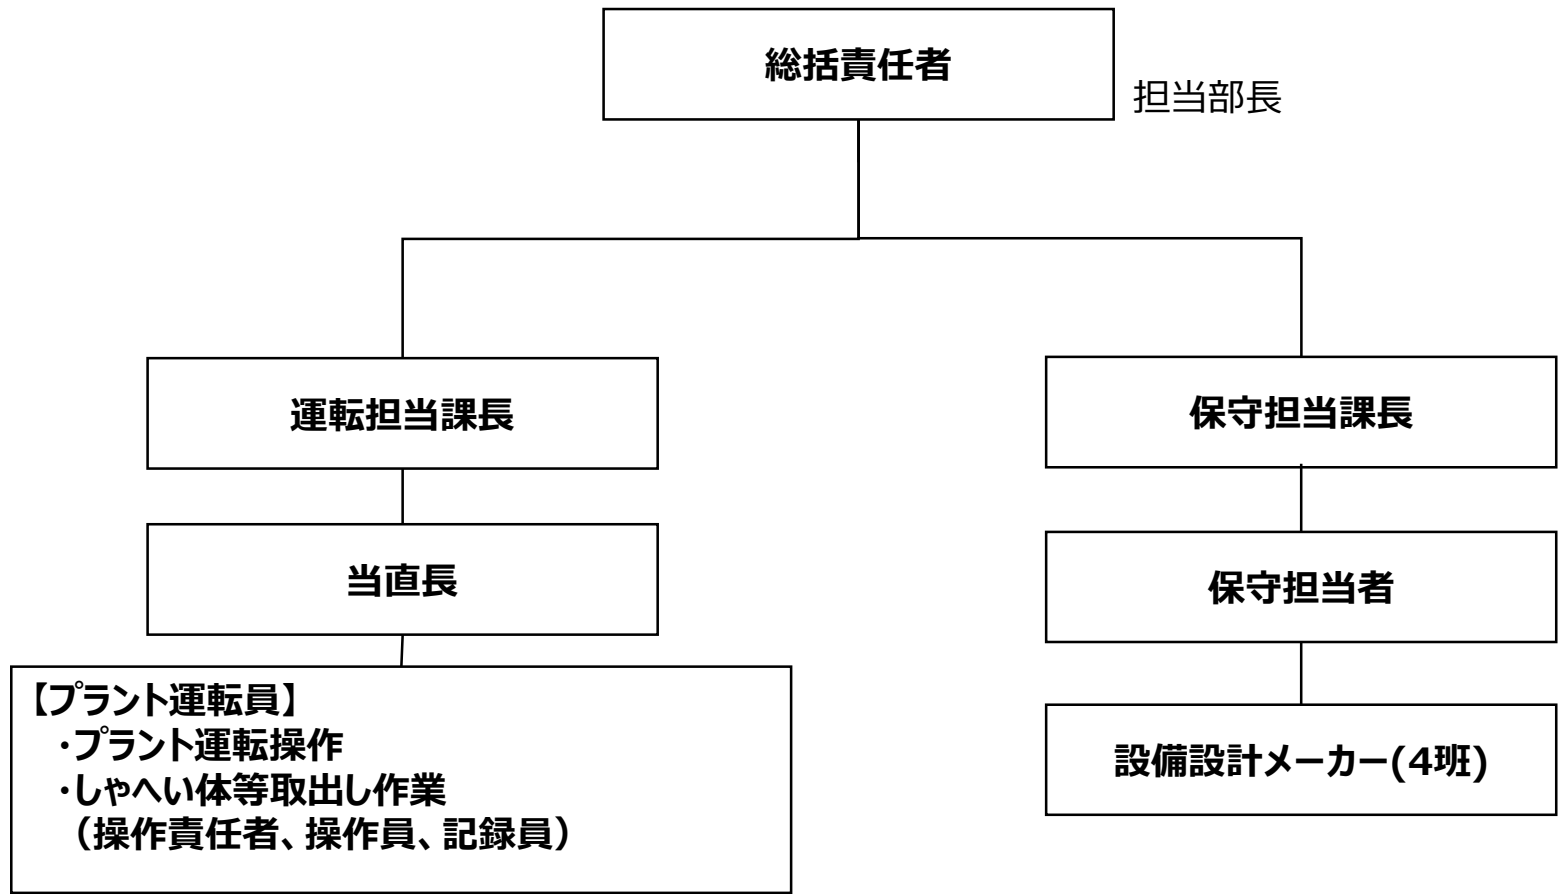 総括責任者
担当部長
運転担当課長
保守担当課長
当直長
保守担当者
【プラント運転員】
・プラント運転操作
・しゃへい体等取出し作業
（操作責任者、操作員、記録員）
設備設計メーカー(4班)